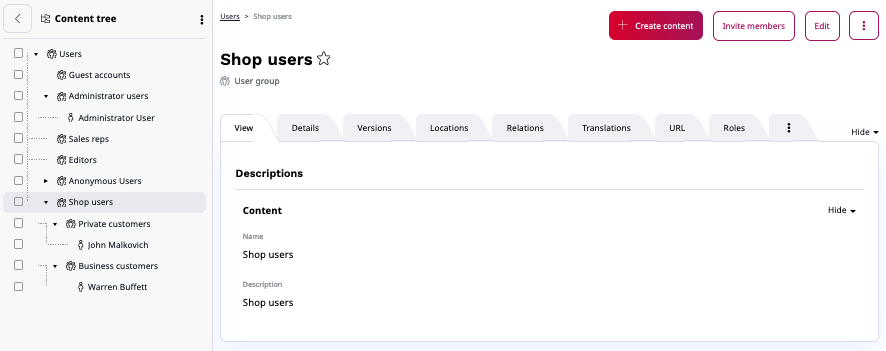 Content tree
Users
Guest accounts
Administrator users
Administrator User
Sales reps
Editors
Anonymous Users
Shop users
Private customers
John Malkovich
Business customers
Warren Buffett
Users > Shop users
Create content
Invite members
Edit
Shop users
User group
View Details Versions Locations Relations Translations URL Roles
Hide
Descriptions
Content
Hide
Name
Shop users
Description
Shop users